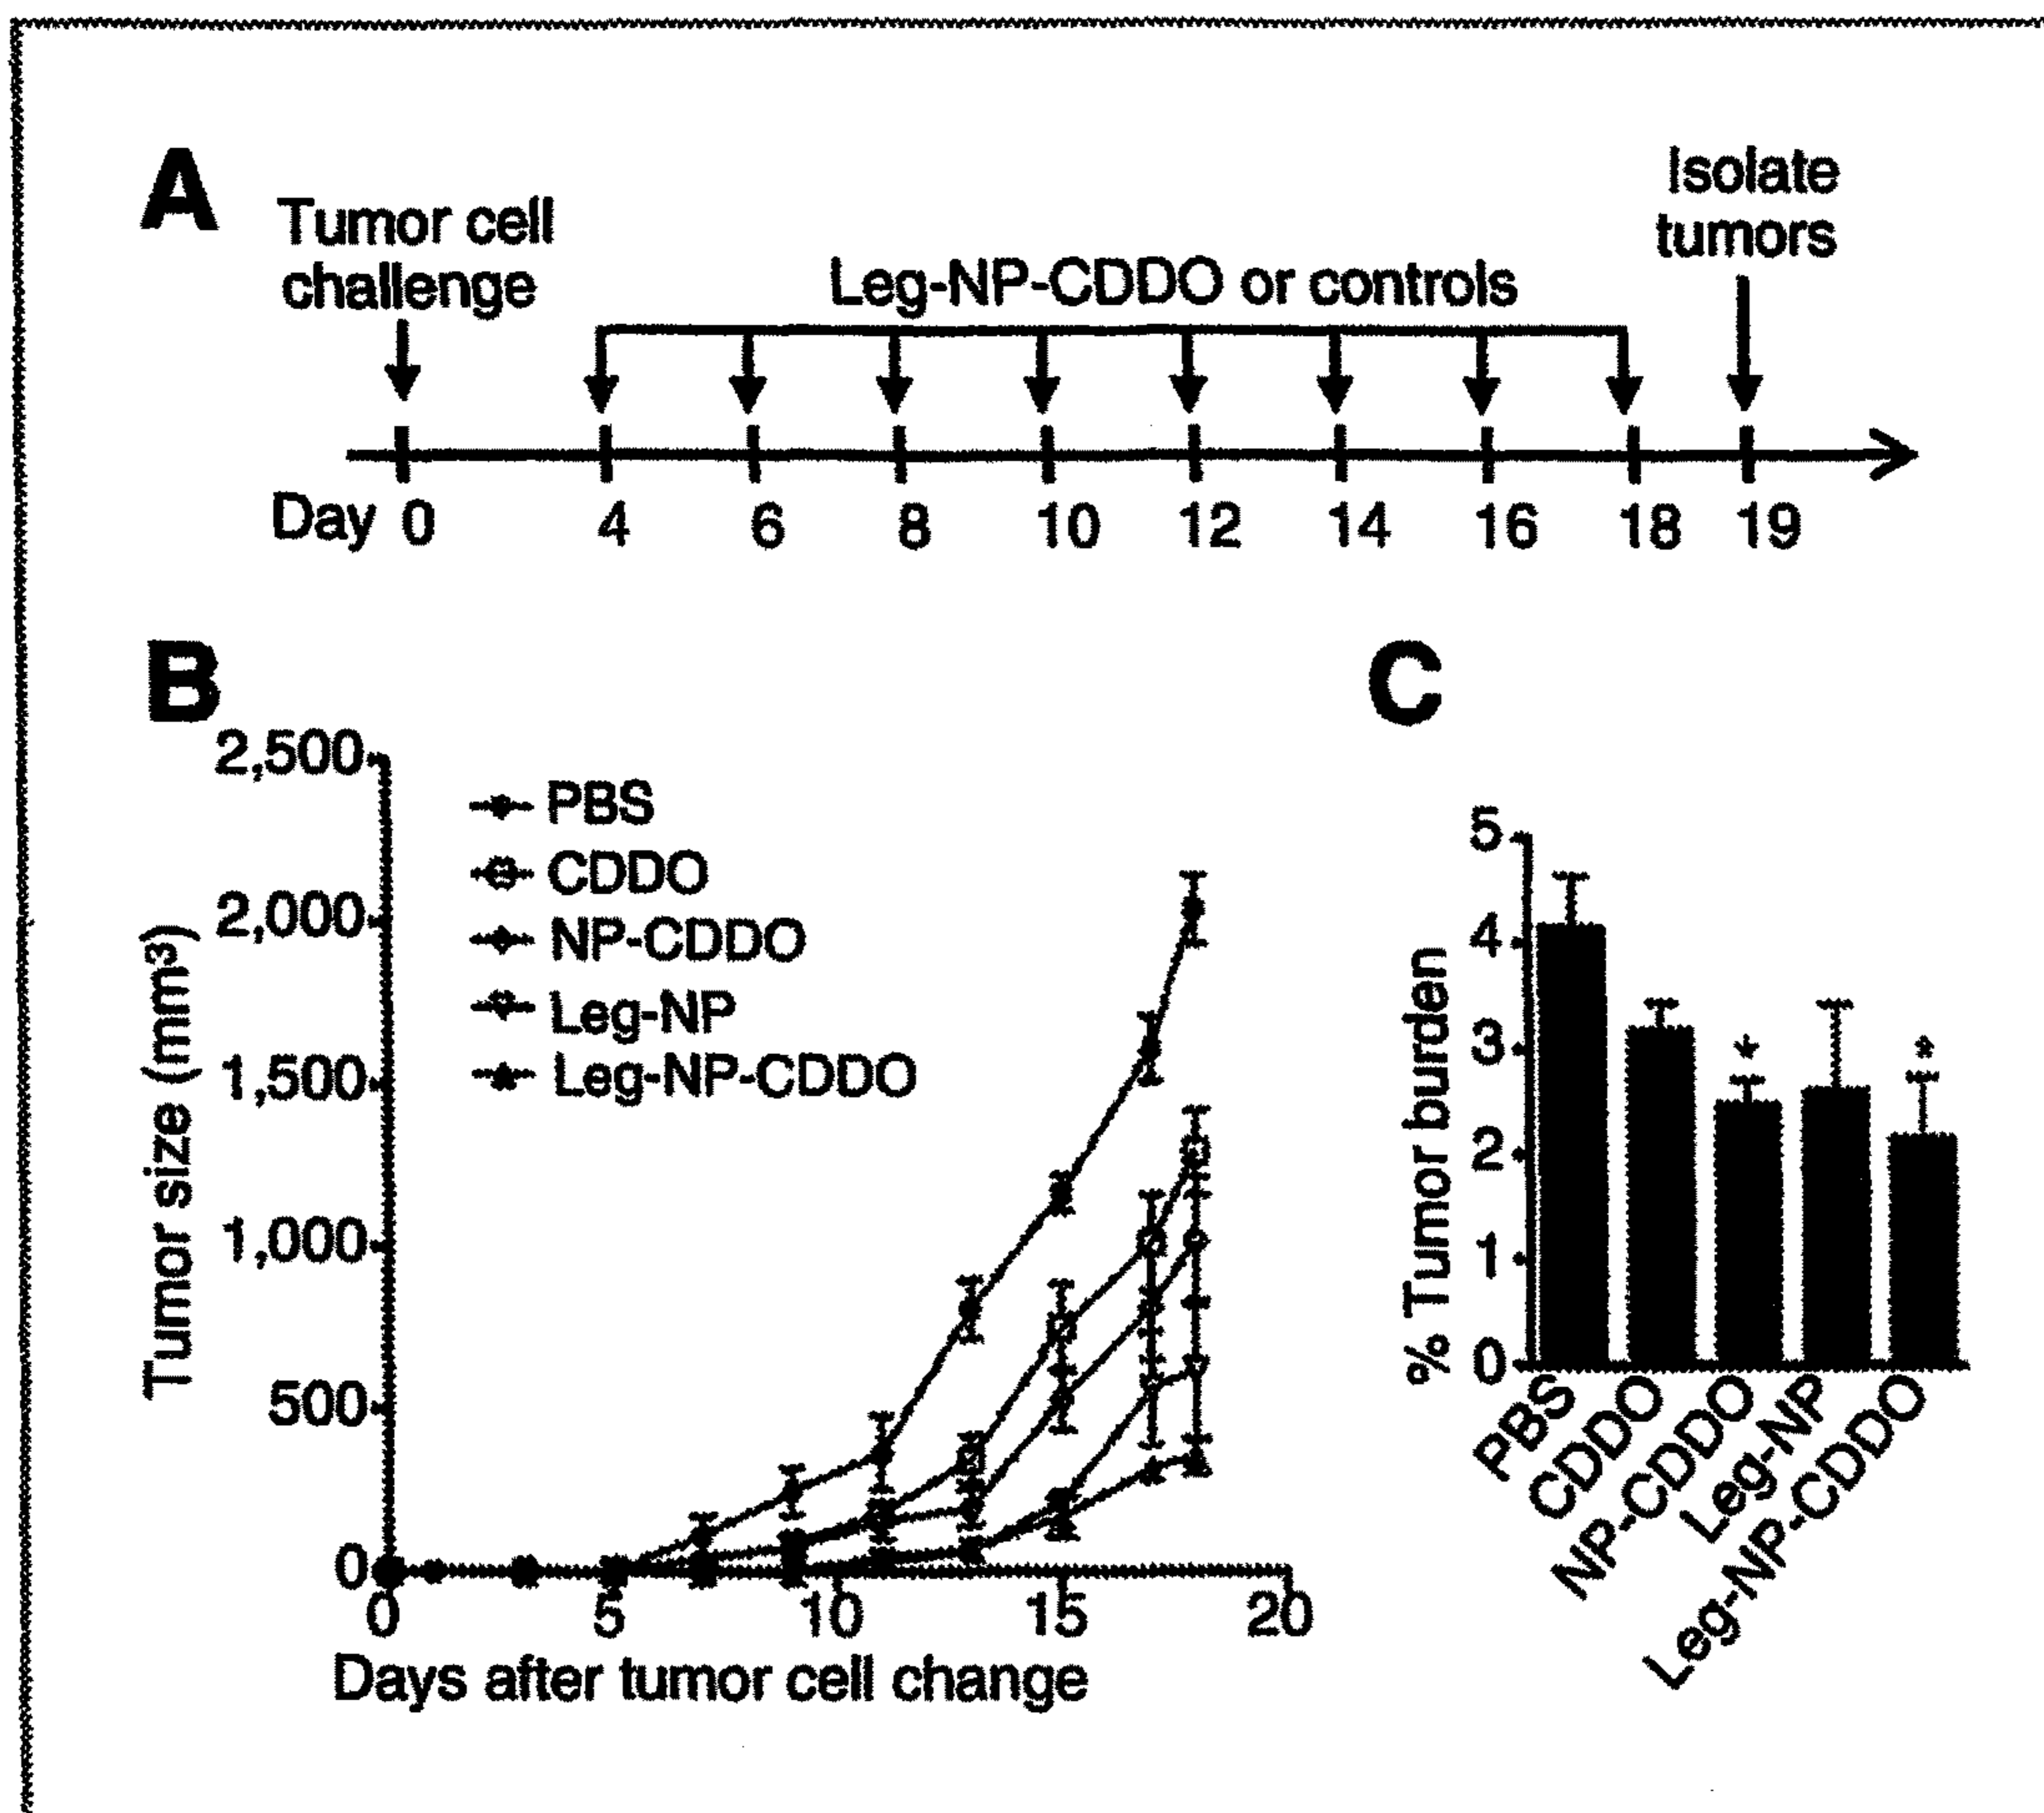 A
Tumor cell
challenge
Leg-NP-CDDO or controls
Isolate
tumors
Day 0 4 6 8 10 12 14 16 18 19
B
2,500
2,000
1,500
1,000
500
0
Tumor size (mm³)
PBS
CDDO
NP-CDDO
Leg-NP
Leg-NP-CDDO
0 5 10 15 20
Days after tumor cell change
C
5
4
3
2
1
0
% Tumor burden
* *
PBS
CDDO
NP-CDDO
Leg-NP
Leg-NP-CDDO